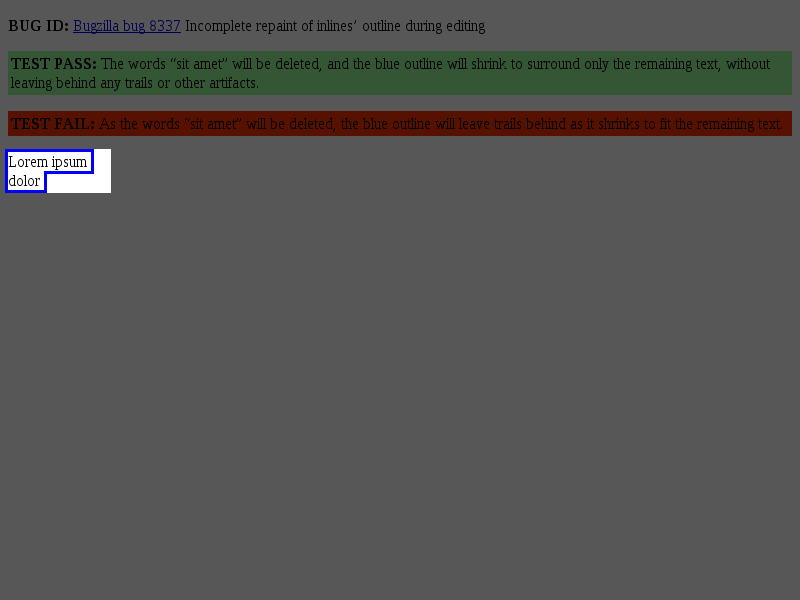 BUG ID: Bugzilla bug 8337 Incomplete repaint of inlines’ outline during editing
TEST PASS: The words “sit amet” will be deleted, and the blue outline will shrink to surround only the remaining text, without
leaving behind any trails or other artifacts.
TEST FAIL: As the words “sit amet” will be deleted, the blue outline will leave trails behind as it shrinks to fit the remaining text.
Lorem ipsum
dolor